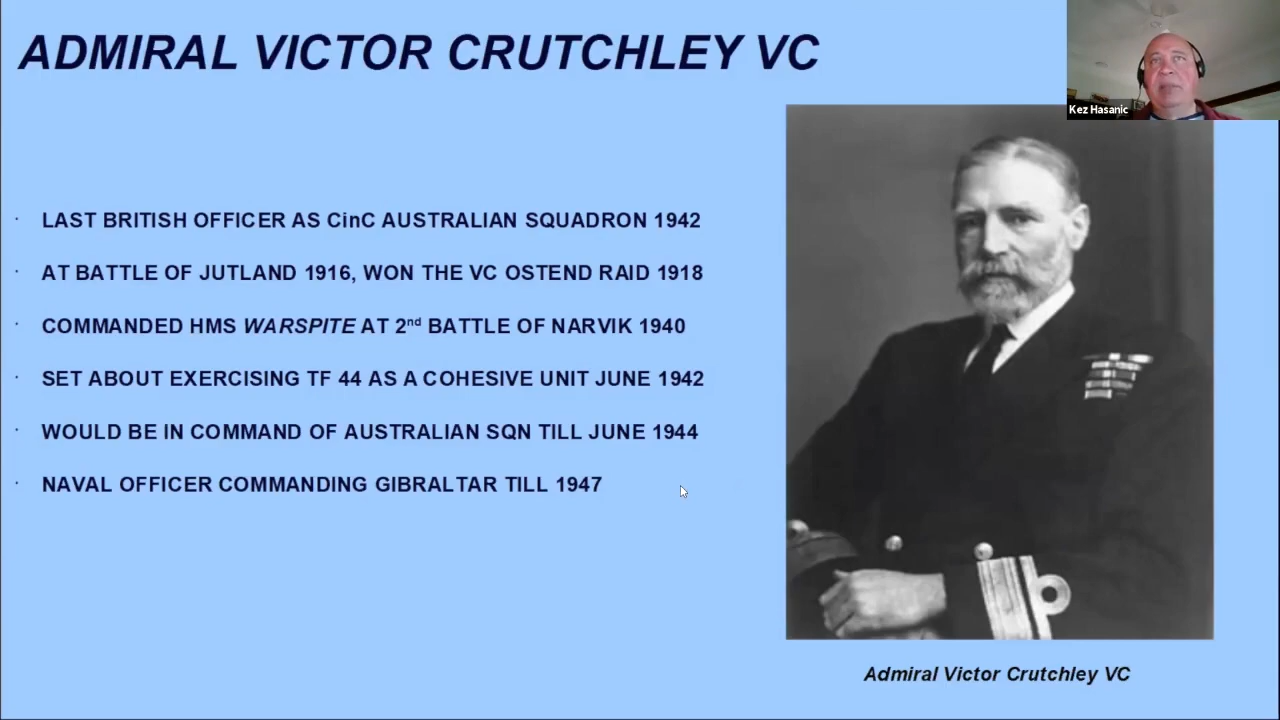 ADMIRAL VICTOR CRUTCHLEY VC
Kez Hasanic
· LAST BRITISH OFFICER AS CinC AUSTRALIAN SQUADRON 1942
· AT BATTLE OF JUTLAND 1916, WON THE VC OSTEND RAID 1918
· COMMANDED HMS WARSPITE AT 2nd BATTLE OF NARVIK 1940
· SET ABOUT EXERCISING TF 44 AS A COHESIVE UNIT JUNE 1942
· WOULD BE IN COMMAND OF AUSTRALIAN SQN TILL JUNE 1944
· NAVAL OFFICER COMMANDING GIBRALTAR TILL 1947
Admiral Victor Crutchley VC